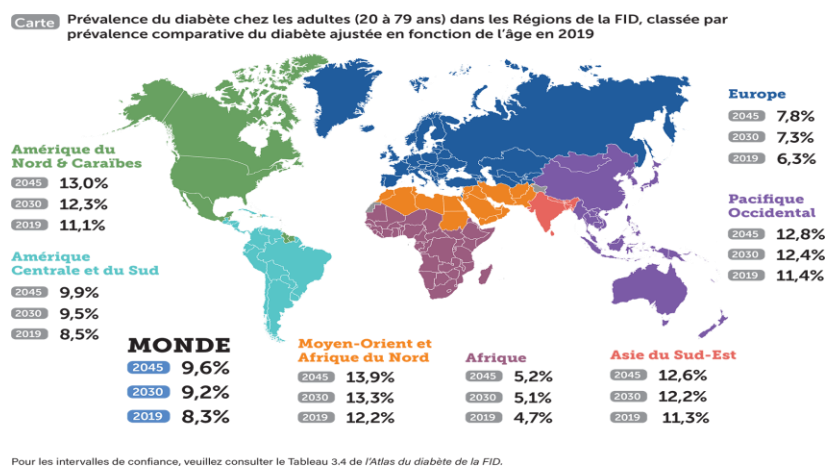 Carte
Prévalence du diabète chez les adultes (20 à 79 ans) dans les Régions de la FID, classée par
prévalence comparative du diabète ajustée en fonction de l'âge en 2019
Amérique du
Nord & Caraïbes
2045 13,0%
2030 12,3%
2019 11,1%
Amérique
Centrale et du Sud
2045 9,9%
2030 9,5%
2019 8,5%
MONDE
2045 9,6%
2030 9,2%
2019 8,3%
Moyen-Orient et
Afrique du Nord
2045 13,9%
2030 13,3%
2019 12,2%
Afrique
2045 5,2%
2030 5,1%
2019 4,7%
Asie du Sud-Est
2045 12,6%
2030 12,2%
2019 11,3%
Europe
2045 7,8%
2030 7,3%
2019 6,3%
Pacifique
Occidental
2045 12,8%
2030 12,4%
2019 11,4%
Pour les intervalles de confiance, veuillez consulter le Tableau 3.4 de l'Atlas du diabète de la FID.